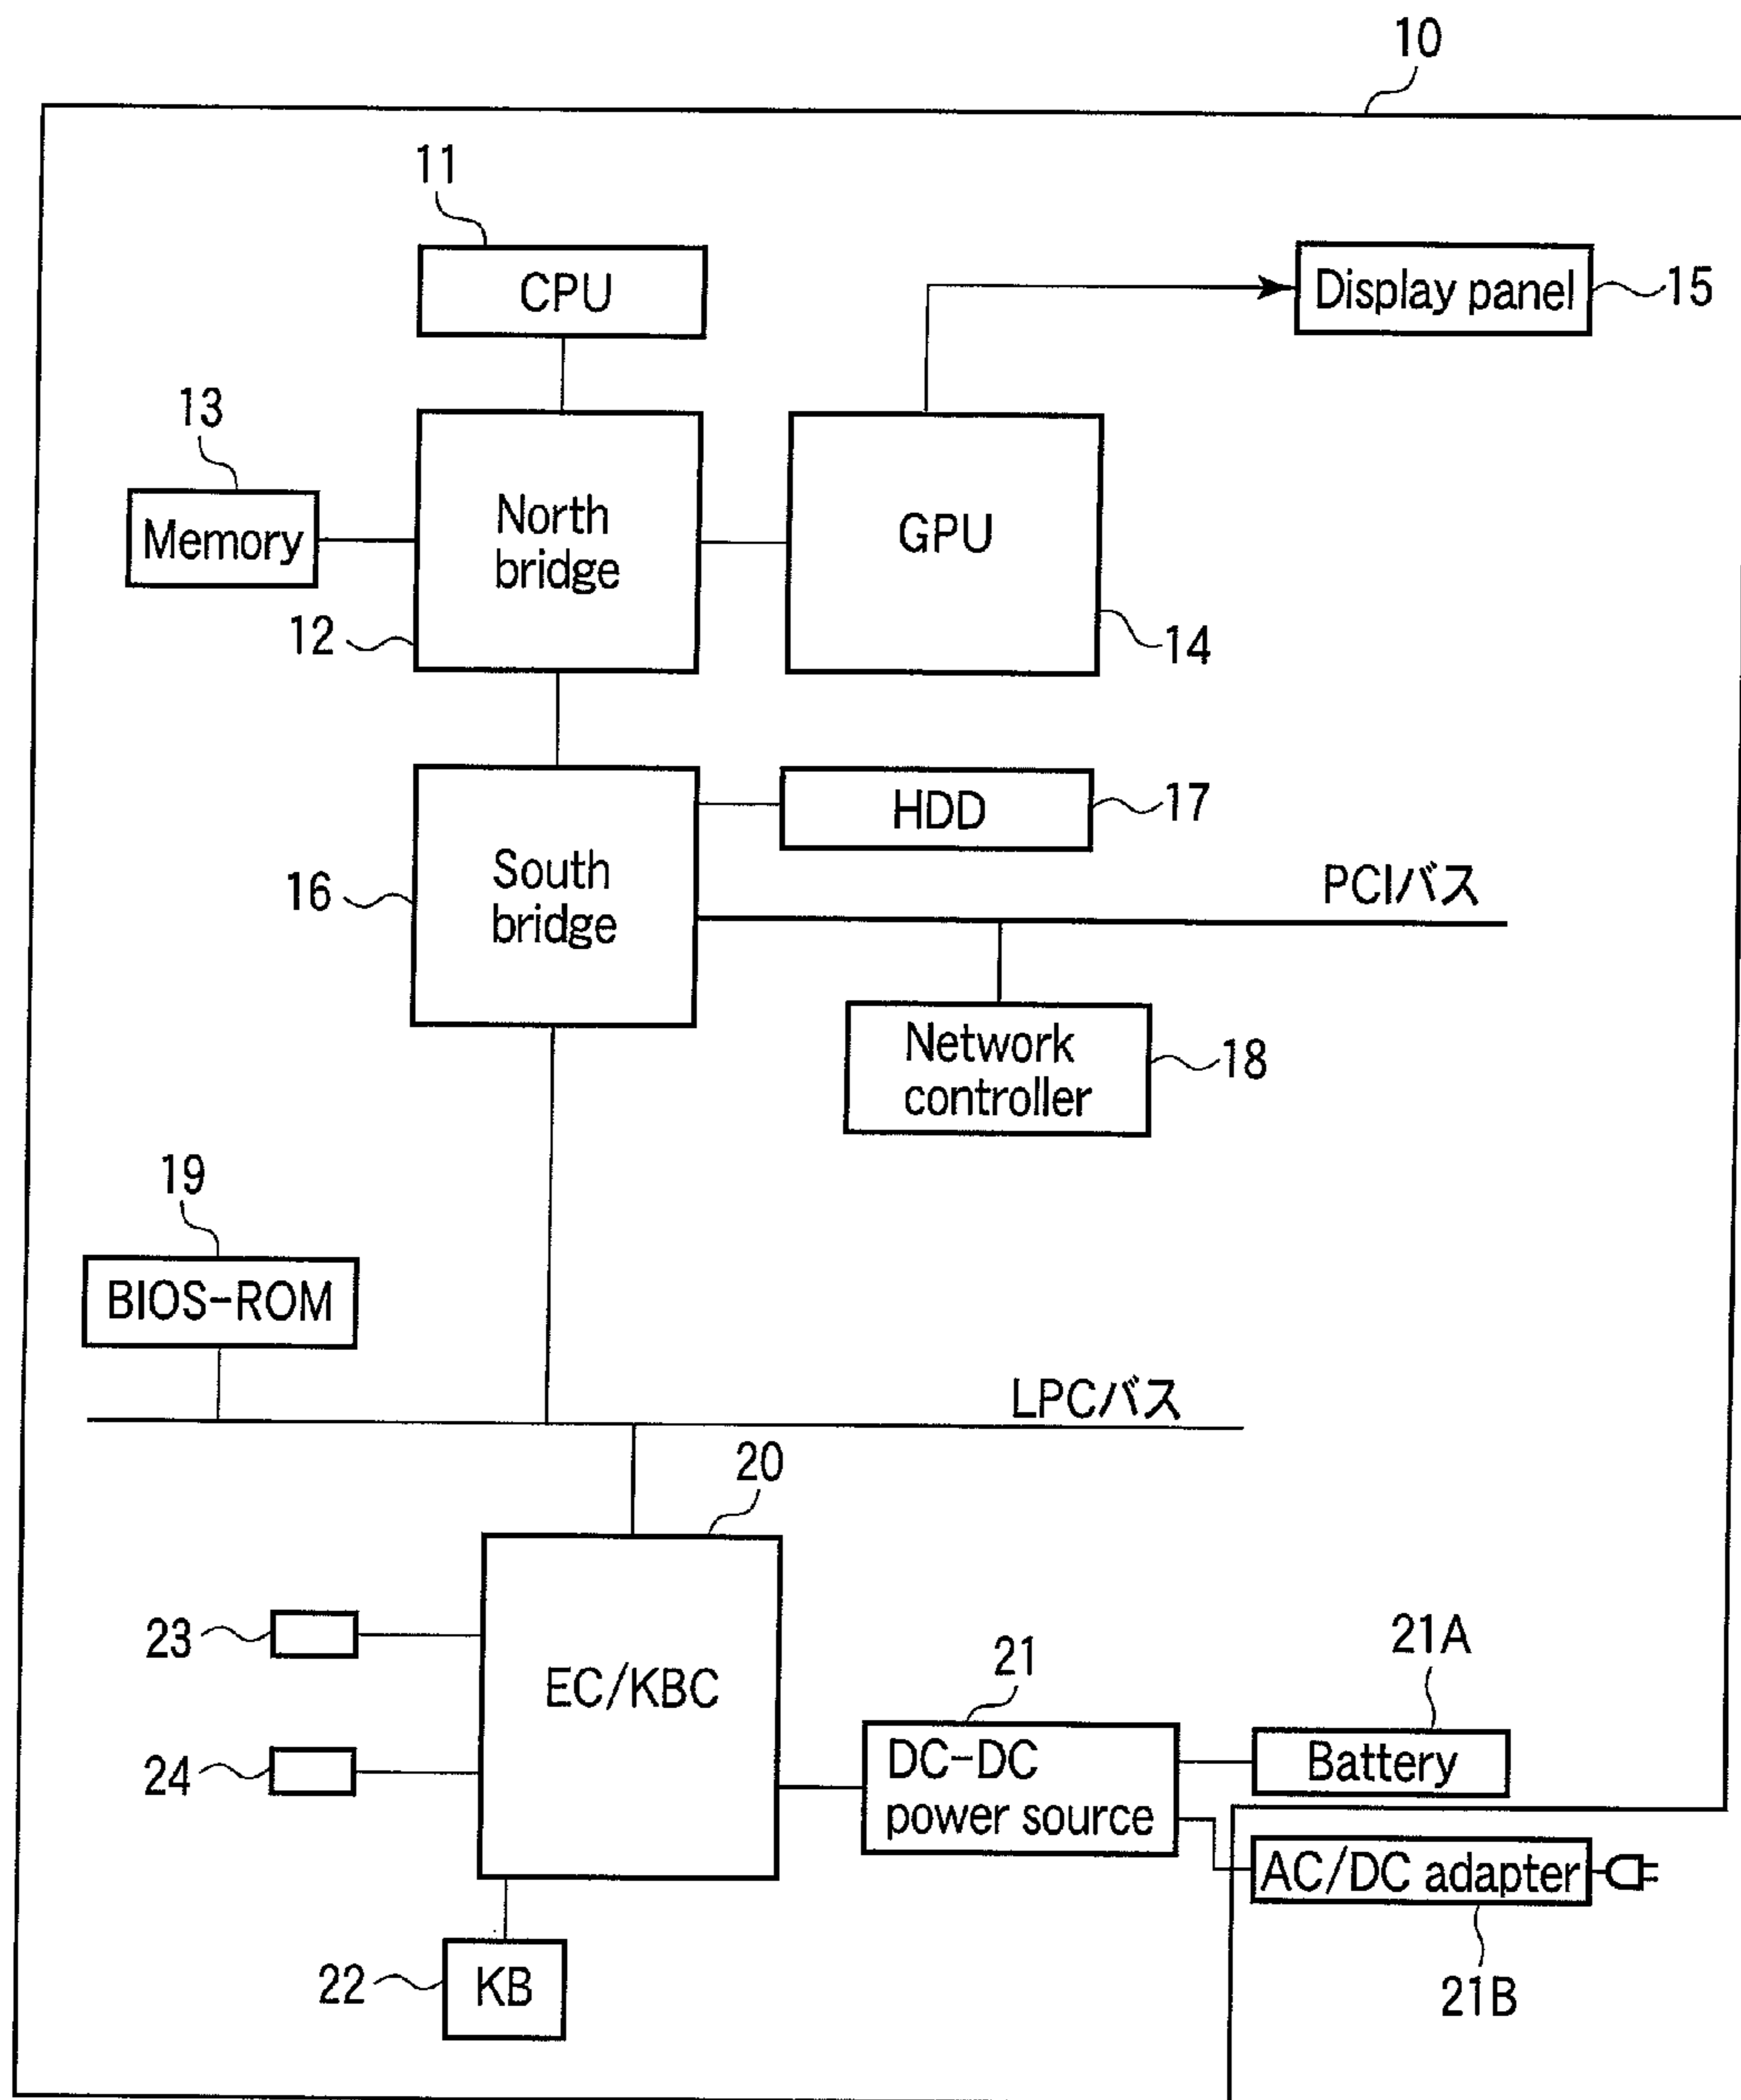 10
11
CPU
Display panel
15
13
Memory
North
bridge
GPU
12
14
HDD
17
South
bridge
16
PCIバス
Network
controller
18
19
BIOS-ROM
LPCバス
20
23
EC/KBC
24
21
DC-DC
power source
21A
Battery
AC/DC adapter
21B
22
KB